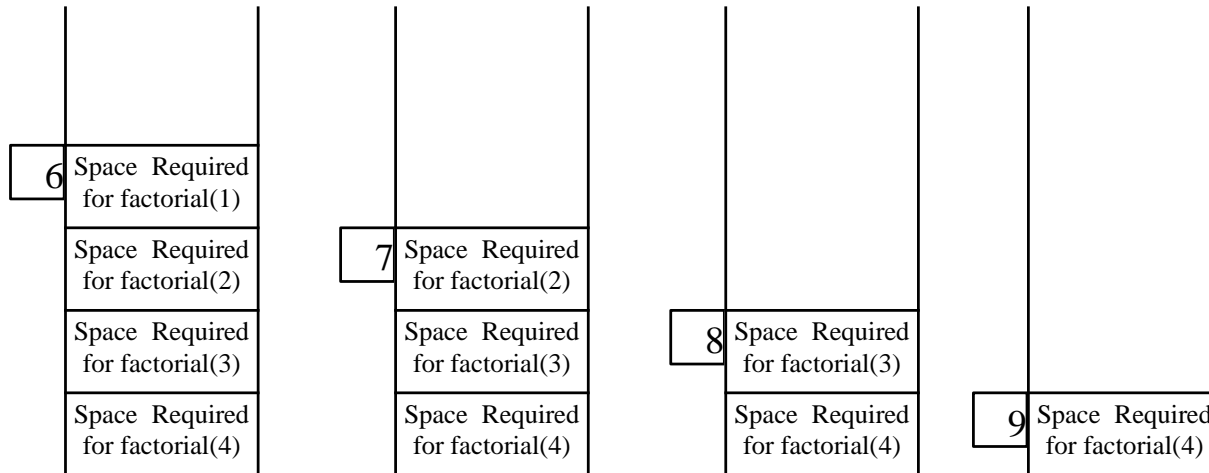 6
Space Required
for factorial(1)
Space Required
for factorial(2)
Space Required
for factorial(3)
Space Required
for factorial(4)
7
Space Required
for factorial(2)
Space Required
for factorial(3)
Space Required
for factorial(4)
8
Space Required
for factorial(3)
Space Required
for factorial(4)
9
Space Required
for factorial(4)